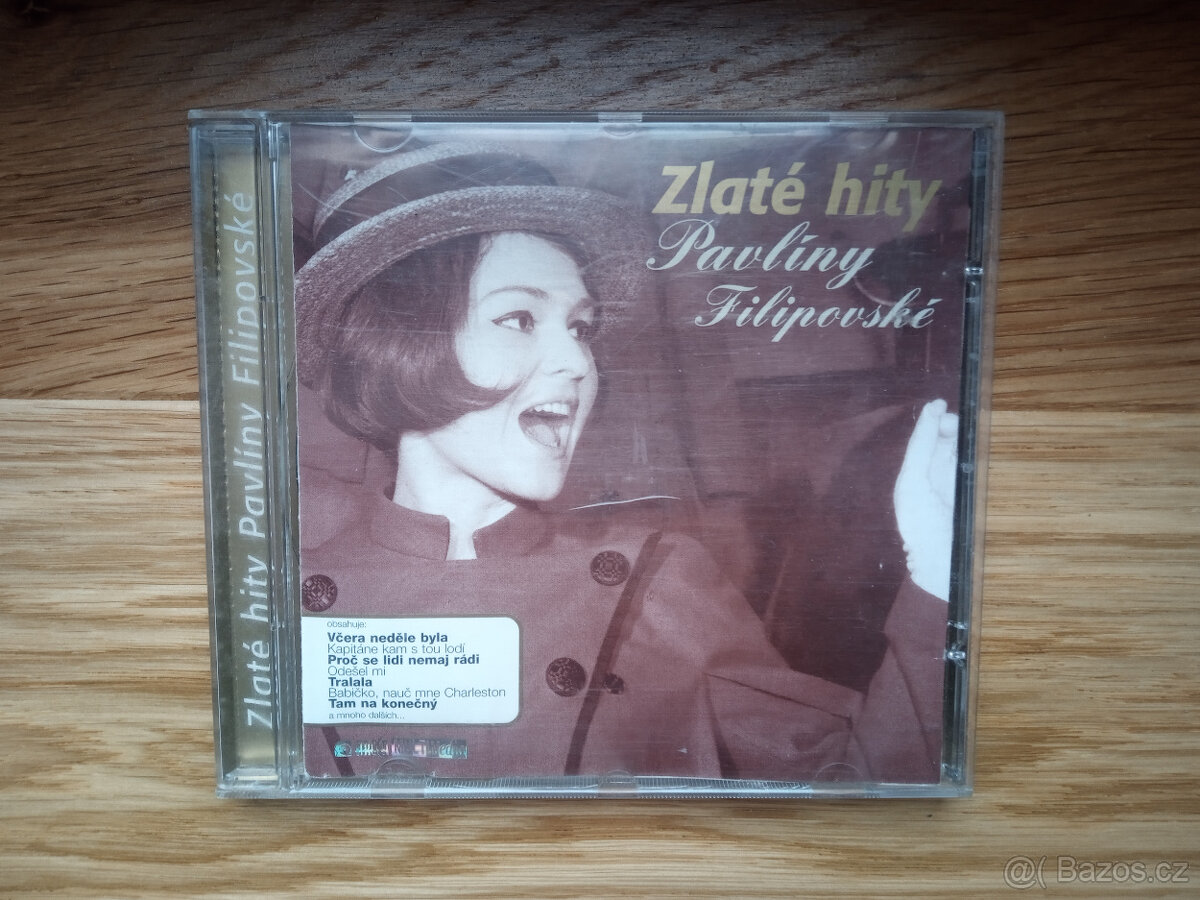 Zlaté hity Pavlíny Filipovské
Zlaté hity
Pavlíny
Filipovské
obsahuje:
Včera neděle byla
Kapitáne kam s tou lodí
Proč se lidi nemaj rádi
Odešel mi
Tralala
Babičko, nauč mne Charleston
Tam na konečný
a mnoho dalších...
@( Bazos.cz